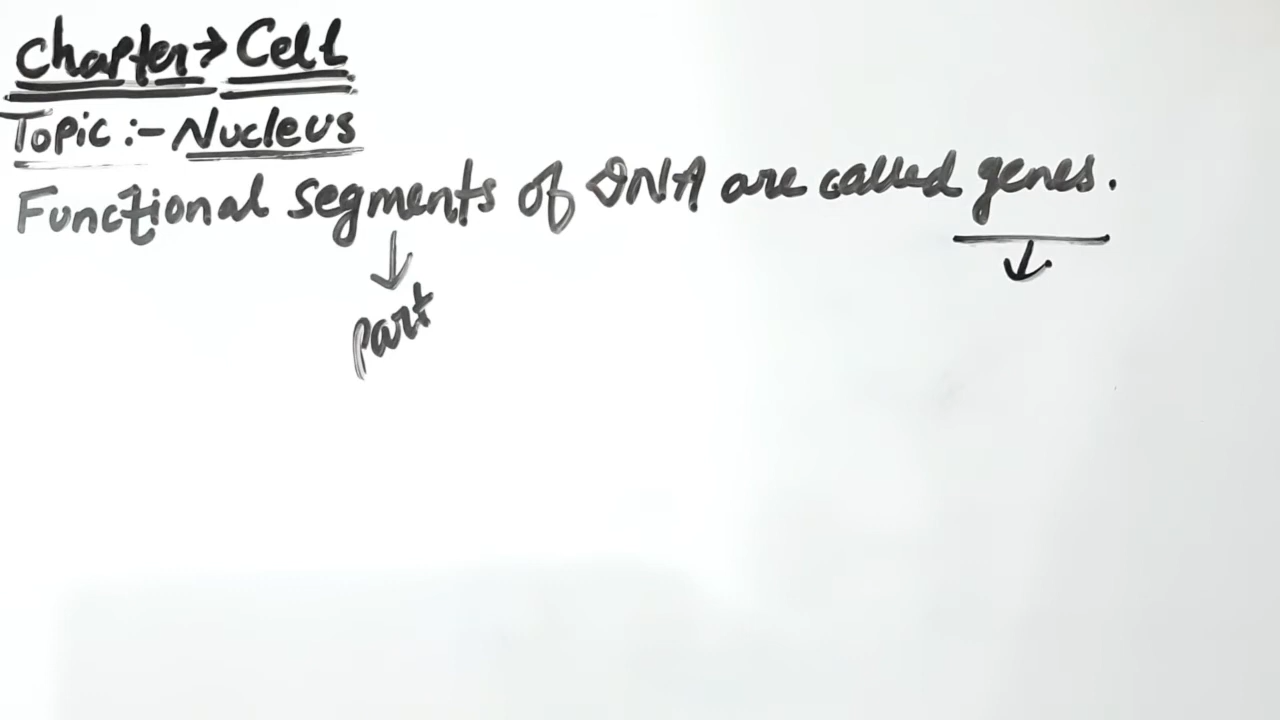 Chapter → Cell
Topic :- Nucleus
Functional segments of DNA are called genes.
↓ ↓
part